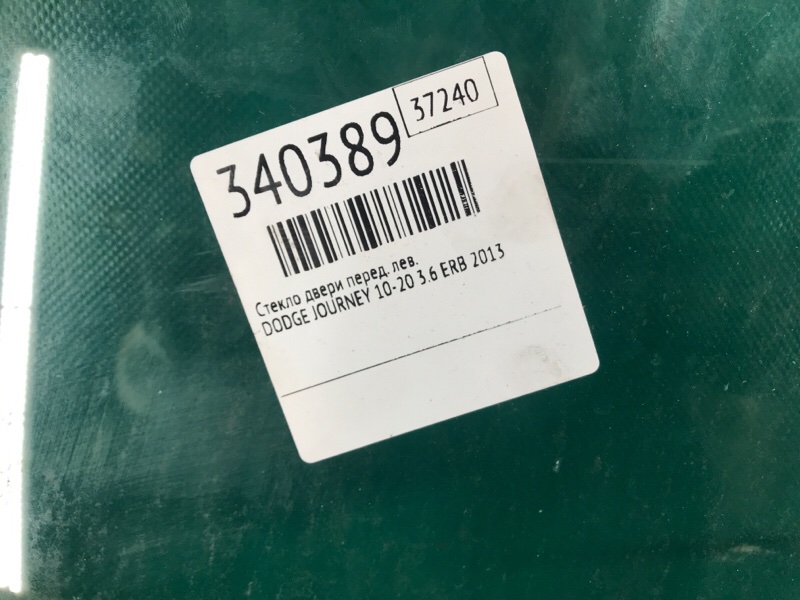 37240
340389
Стекло двери перед. лев.
DODGE JOURNEY 10-20 3.6 ERB 2013